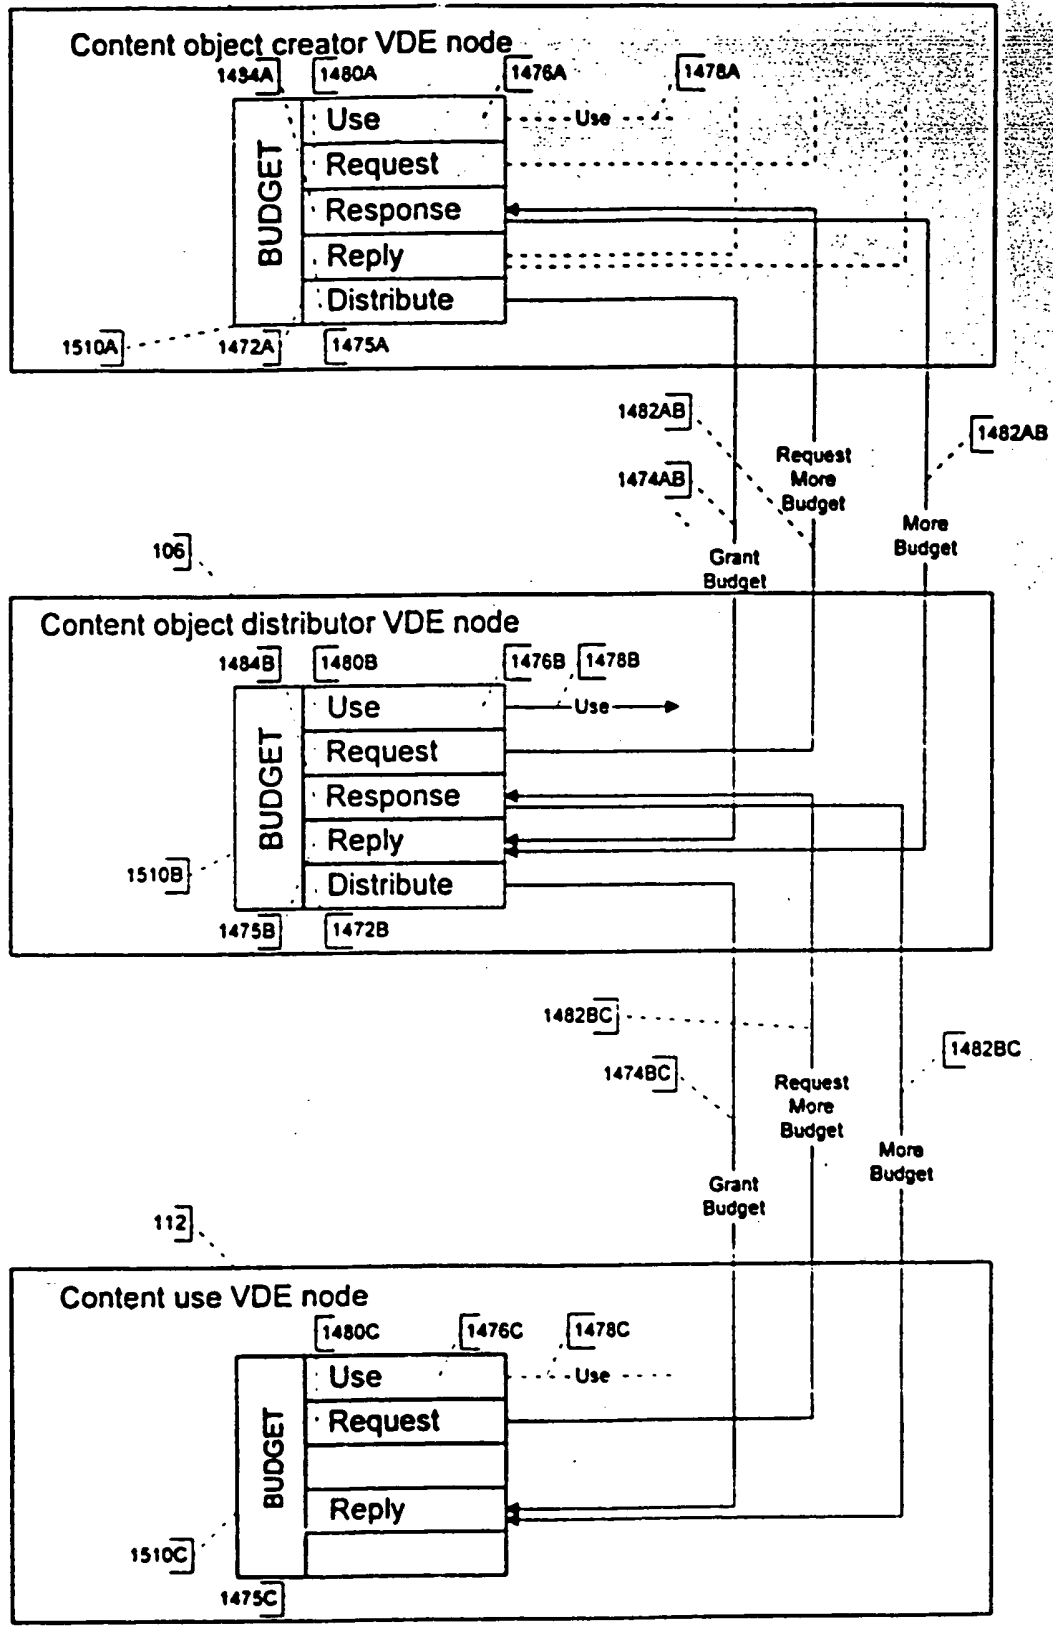 Content object creator VDE node
1484A
1480A
1476A
1478A
BUDGET
Use
Use
Request
Response
Reply
Distribute
1510A
1472A
1475A
1482AB
1482AB
1474AB
Request
More
Budget
More
Budget
Grant
Budget
106
Content object distributor VDE node
1484B
1480B
1476B
1478B
BUDGET
Use
Use
Request
Response
Reply
Distribute
1510B
1475B
1472B
1482BC
1482BC
1474BC
Request
More
Budget
More
Budget
Grant
Budget
112
Content use VDE node
1480C
1476C
1478C
BUDGET
Use
Use
Request
Reply
1510C
1475C